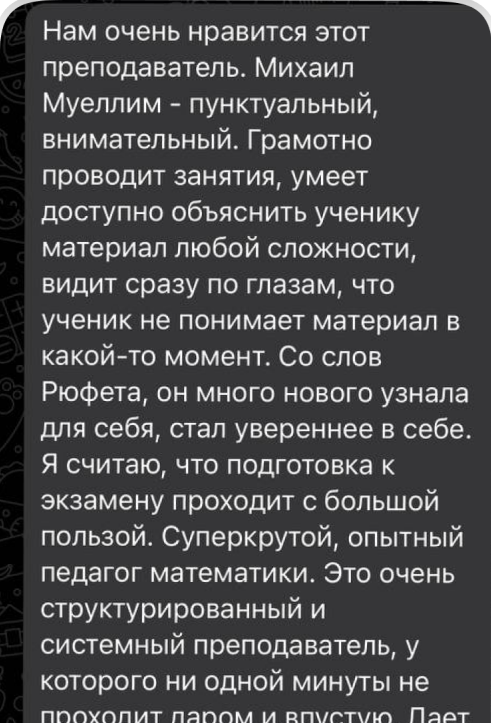 Нам очень нравится этот
преподаватель. Михаил
Муеллим - пунктуальный,
внимательный. Грамотно
проводит занятия, умеет
доступно объяснить ученику
материал любой сложности,
видит сразу по глазам, что
ученик не понимает материал в
какой-то момент. Со слов
Рюфета, он много нового узнала
для себя, стал увереннее в себе.
Я считаю, что подготовка к
экзамену проходит с большой
пользой. Суперкрутой, опытный
педагог математики. Это очень
структурированный и
системный преподаватель, у
которого ни одной минуты не
проходит даром и впустую. Дает